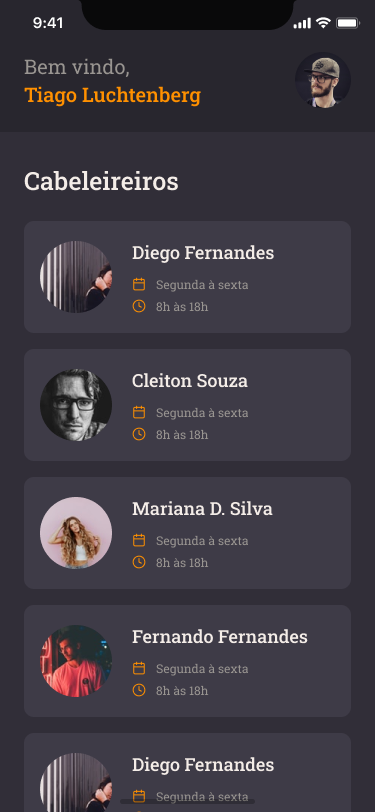 9:41
Bem vindo,
Tiago Luchtenberg
Cabeleireiros
Diego Fernandes
Segunda à sexta
8h às 18h
Cleiton Souza
Segunda à sexta
8h às 18h
Mariana D. Silva
Segunda à sexta
8h às 18h
Fernando Fernandes
Segunda à sexta
8h às 18h
Diego Fernandes
Segunda à sexta